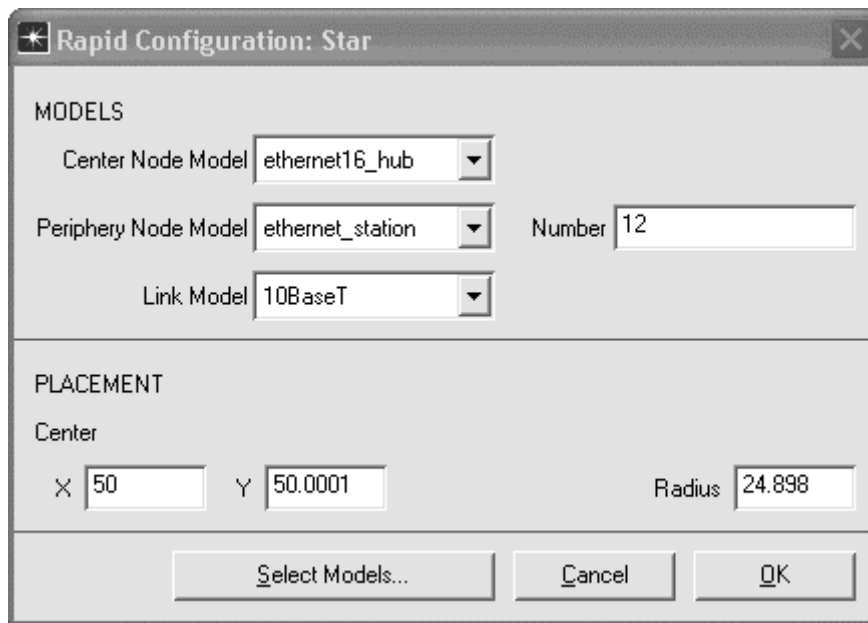 Rapid Configuration: Star
MODELS
Center Node Model ethernet16_hub
Periphery Node Model ethernet_station Number 12
Link Model 10BaseT
PLACEMENT
Center
X 50 Y 50.0001 Radius 24.898
Select Models... Cancel OK